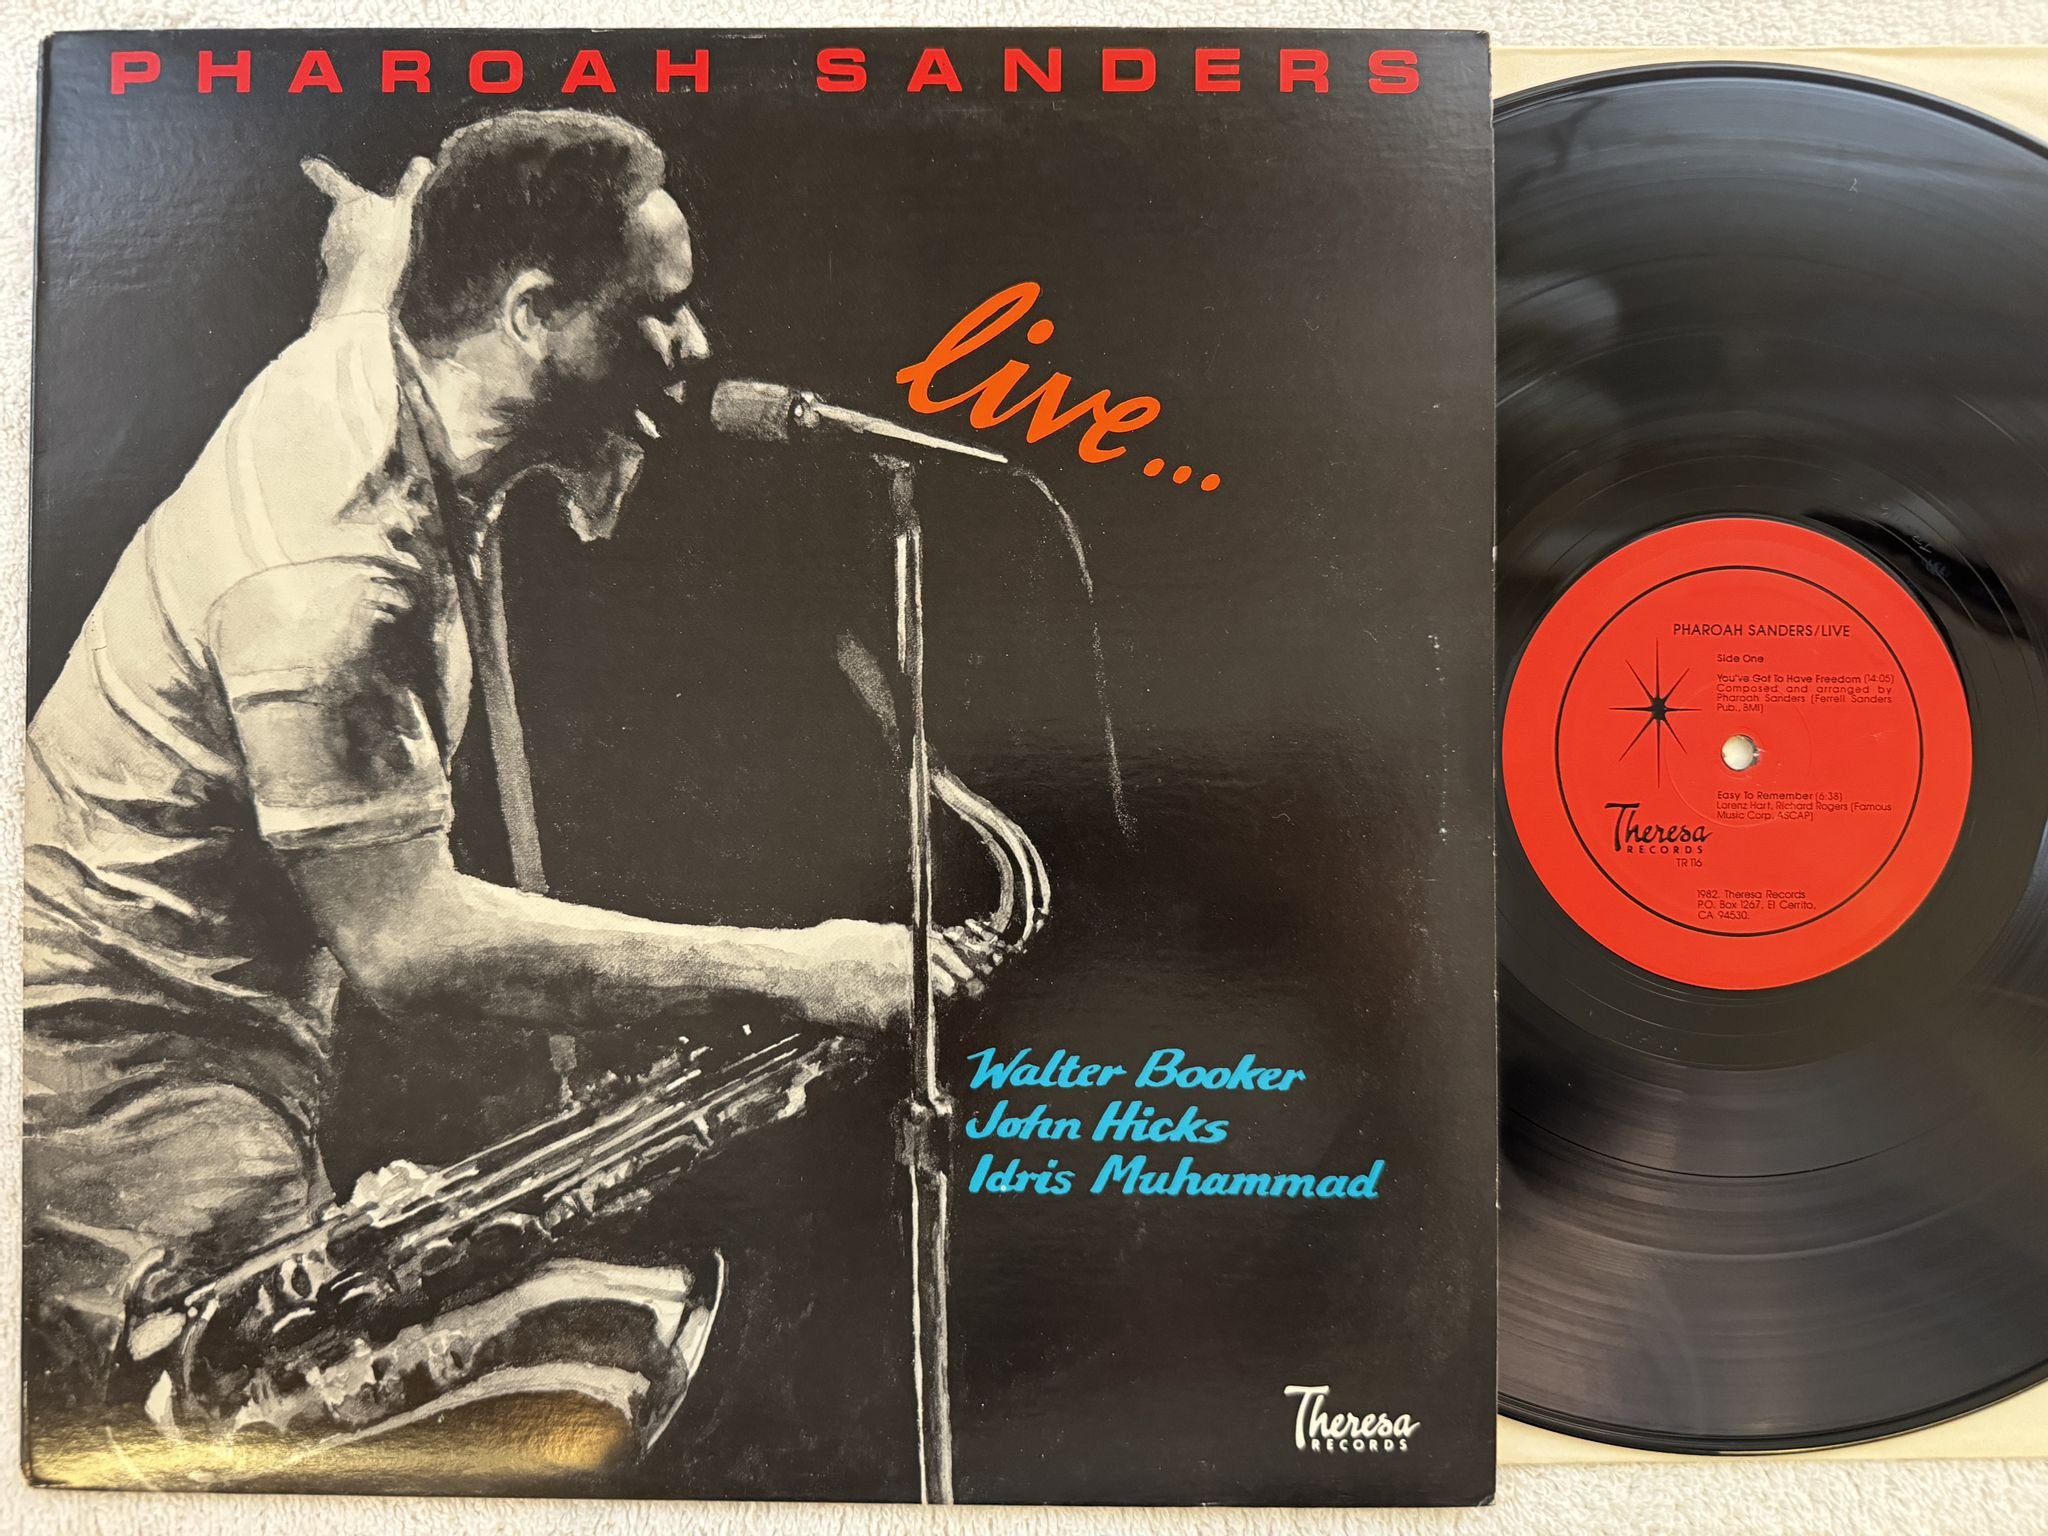 PHAROAH SANDERS
live...
Walter Booker
John Hicks
Idris Muhammad
Theresa
RECORDS
PHAROAH SANDERS/LIVE
Side One
You've Got To Have Freedom (14:05)
Composed and arranged by
Pharoah Sanders (Ferrell Sanders
Pub., BMI)
Easy To Remember (6:38)
Lorenz Hart, Richard Rogers (Famous
Music Corp. ASCAP)
Theresa
RECORDS
TR 116
1982, Theresa Records
P.O. Box 1267, El Cerrito,
CA 94530.